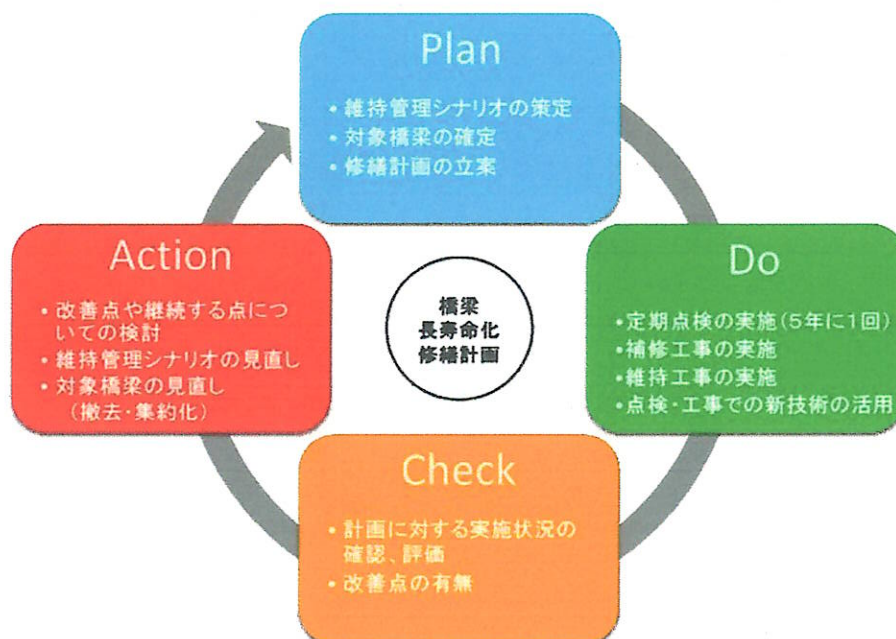 Plan
• 維持管理シナリオの策定
• 対象橋梁の確定
• 修繕計画の立案
Do
•定期点検の実施(5年に1回)
•補修工事の実施
•維持工事の実施
•点検・工事での新技術の活用
Check
• 計画に対する実施状況の
確認、評価
• 改善点の有無
Action
• 改善点や継続する点につ
いての検討
• 維持管理シナリオの見直し
• 対象橋梁の見直し
(撤去・集約化)
橋梁
長寿命化
修繕計画